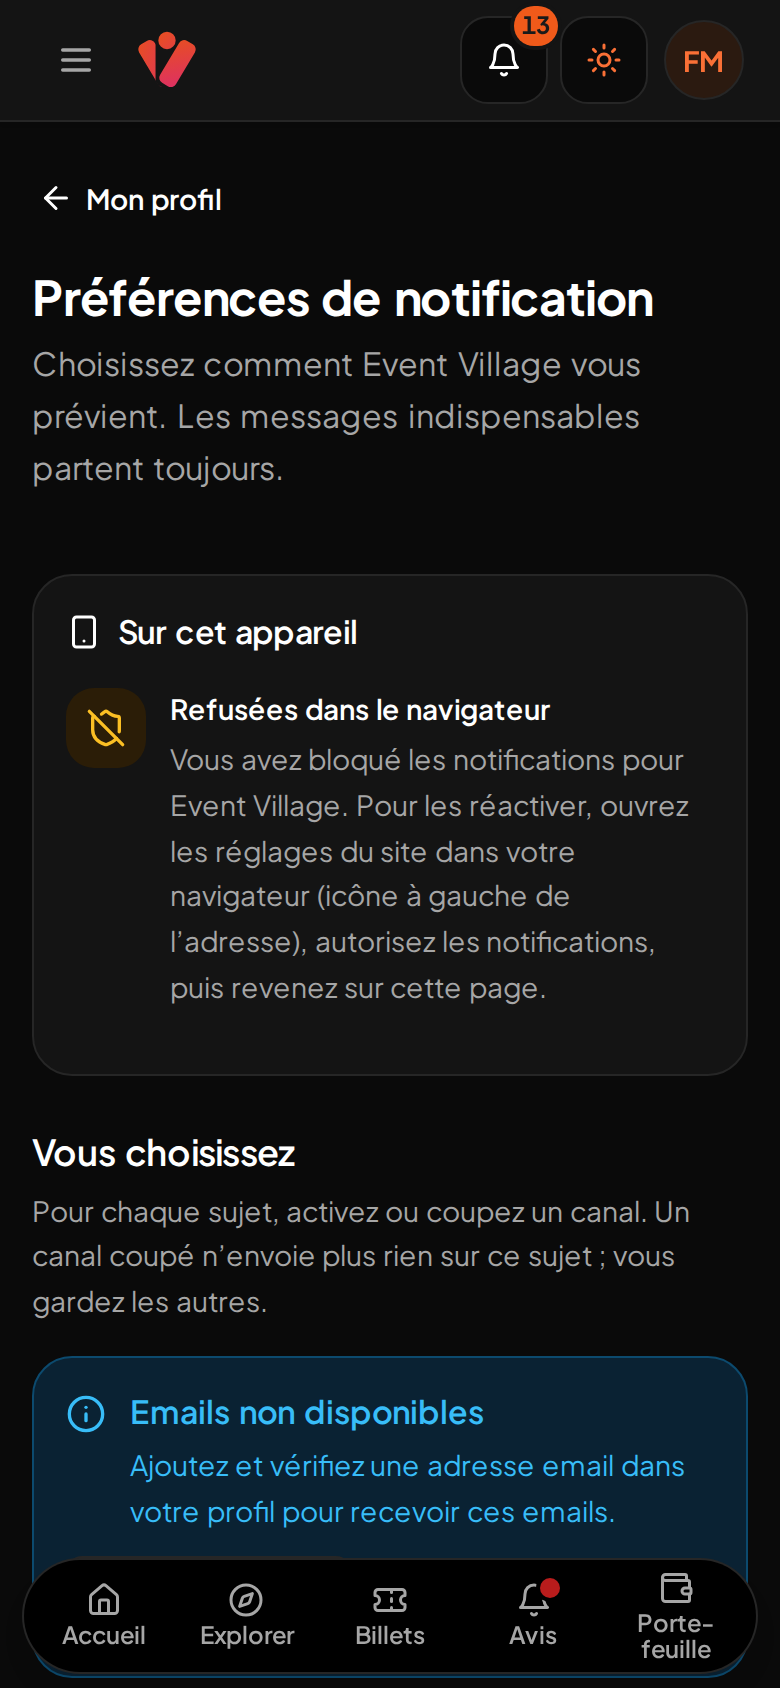 13
FM
Mon profil
Préférences de notification
Choisissez comment Event Village vous
prévient. Les messages indispensables
partent toujours.
Sur cet appareil
Refusées dans le navigateur
Vous avez bloqué les notifications pour
Event Village. Pour les réactiver, ouvrez
les réglages du site dans votre
navigateur (icône à gauche de
l’adresse), autorisez les notifications,
puis revenez sur cette page.
Vous choisissez
Pour chaque sujet, activez ou coupez un canal. Un
canal coupé n’envoie plus rien sur ce sujet ; vous
gardez les autres.
Emails non disponibles
Ajoutez et vérifiez une adresse email dans
votre profil pour recevoir ces emails.
Accueil
Explorer
Billets
Avis
Porte-
feuille